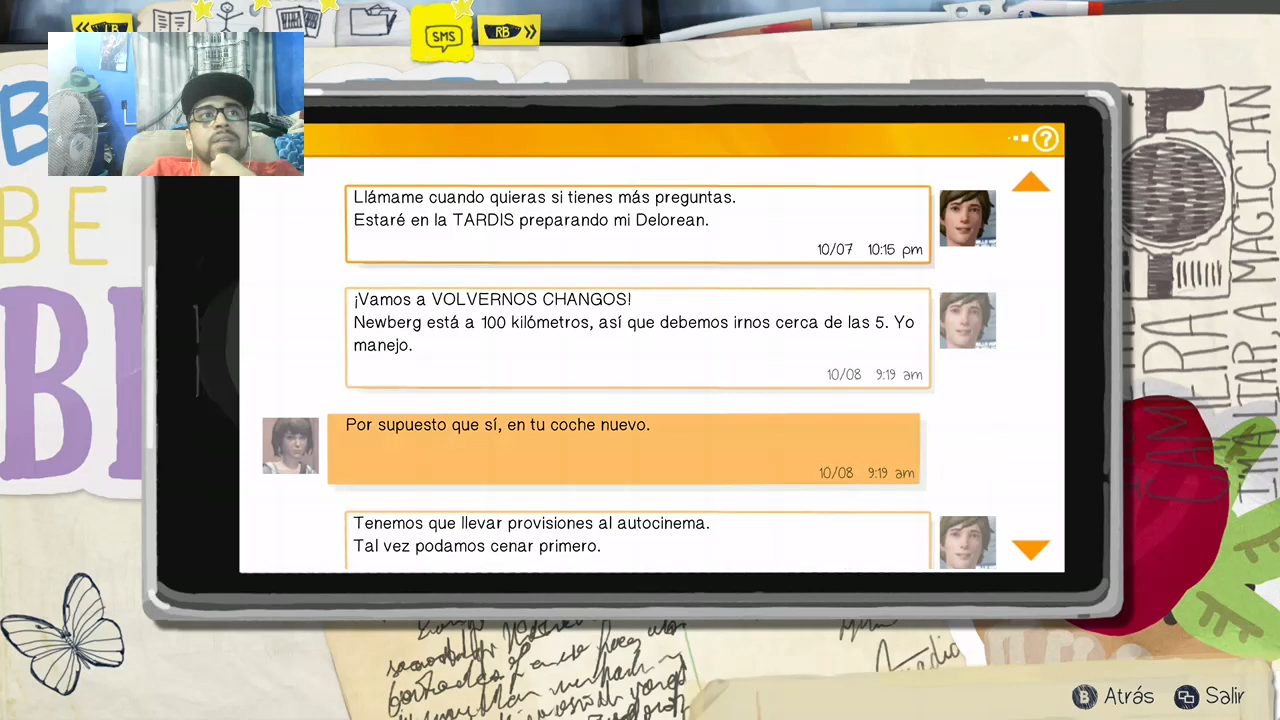 LB
SMS
RB
?
Llámame cuando quieras si tienes más preguntas.
Estaré en la TARDIS preparando mi Delorean.
10/07 10:15 pm
¡Vamos a VOLVERNOS CHANGOS!
Newberg está a 100 kilómetros, así que debemos irnos cerca de las 5. Yo
manejo.
10/08 9:19 am
Por supuesto que sí, en tu coche nuevo.
10/08 9:19 am
Tenemos que llevar provisiones al autocinema.
Tal vez podamos cenar primero.
BE
MAGICIAN
B Atrás
Salir